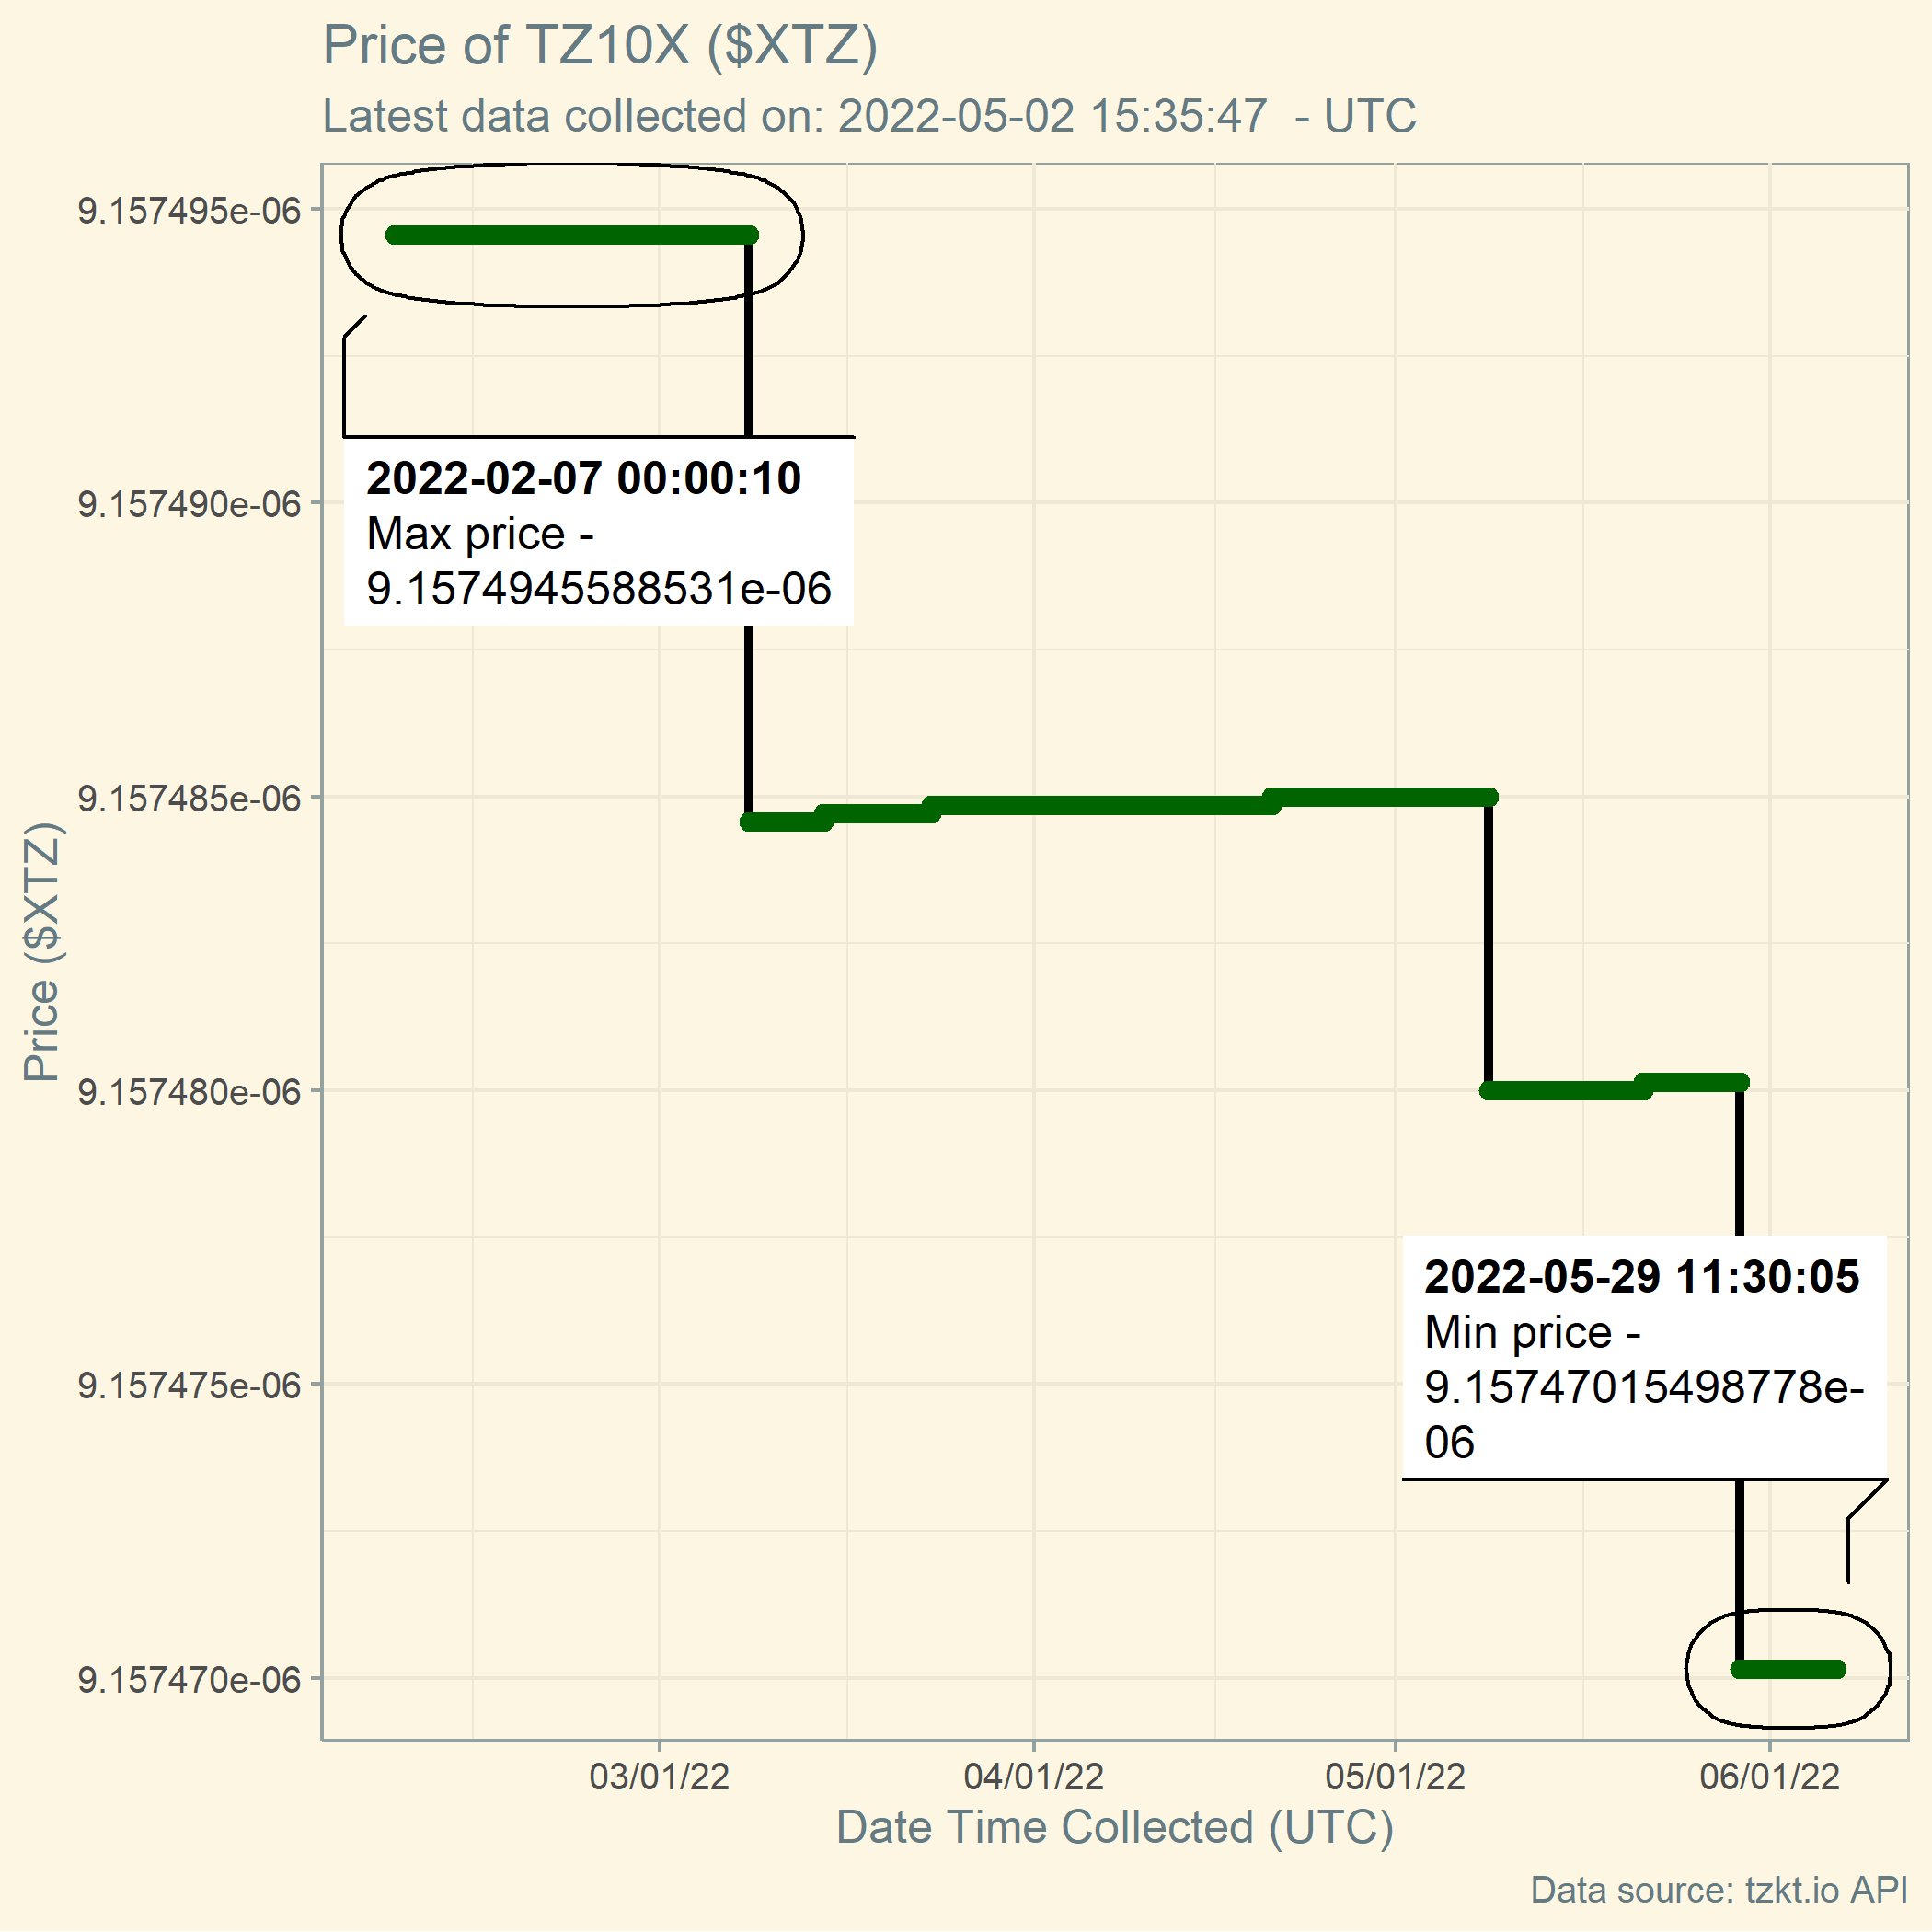 Price of TZ10X ($XTZ)
Latest data collected on: 2022-05-02 15:35:47  - UTC
9.157495e-06
2022-02-07 00:00:10
Max price -
9.1574945588531e-06
9.157490e-06
9.157485e-06
Price ($XTZ)
9.157480e-06
2022-05-29 11:30:05
Min price -
9.15747015498778e-
06
9.157475e-06
9.157470e-06
03/01/22 04/01/22 05/01/22 06/01/22
Date Time Collected (UTC)
Data source: tzkt.io API